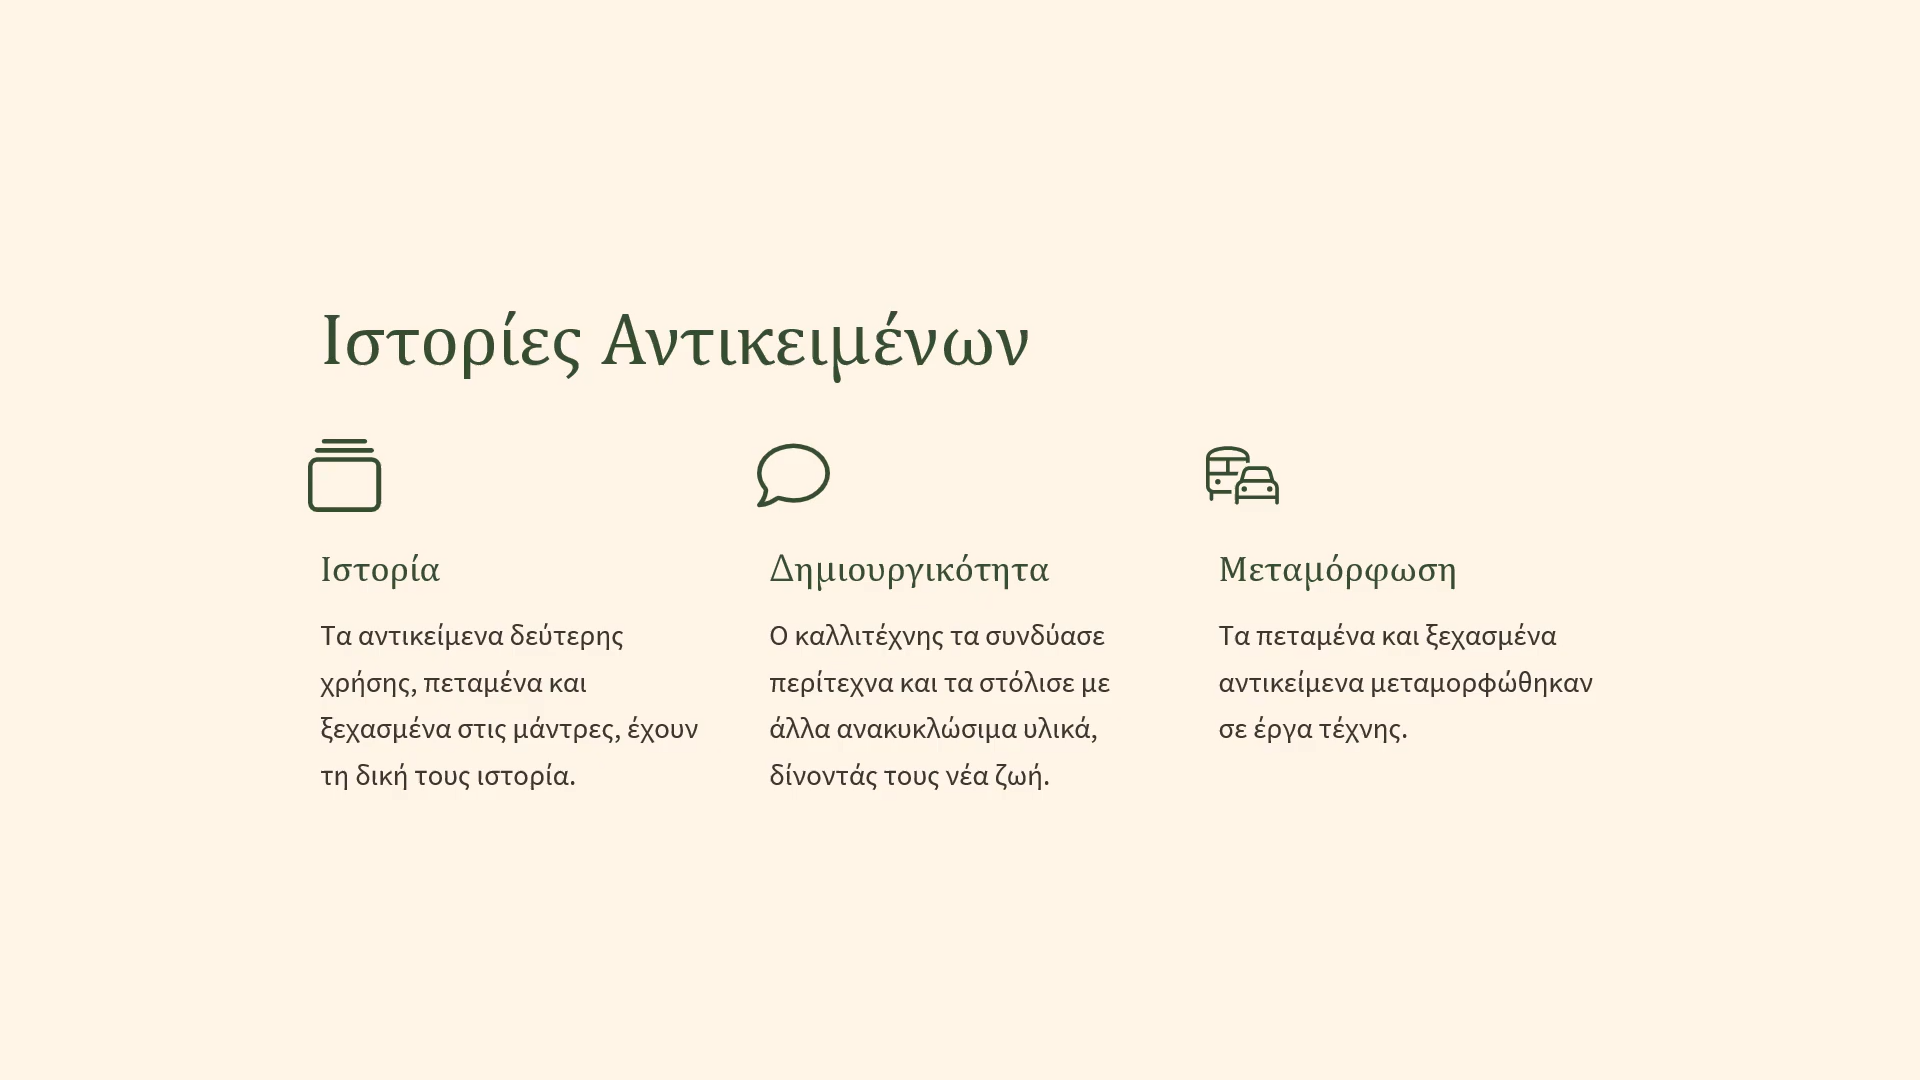 Ιστορίες Αντικειμένων
Ιστορία
Τα αντικείμενα δεύτερης
χρήσης, πεταμένα και
ξεχασμένα στις μάντρες, έχουν
τη δική τους ιστορία.
Δημιουργικότητα
Ο καλλιτέχνης τα συνδύασε
περίτεχνα και τα στόλισε με
άλλα ανακυκλώσιμα υλικά,
δίνοντάς τους νέα ζωή.
Μεταμόρφωση
Τα πεταμένα και ξεχασμένα
αντικείμενα μεταμορφώθηκαν
σε έργα τέχνης.